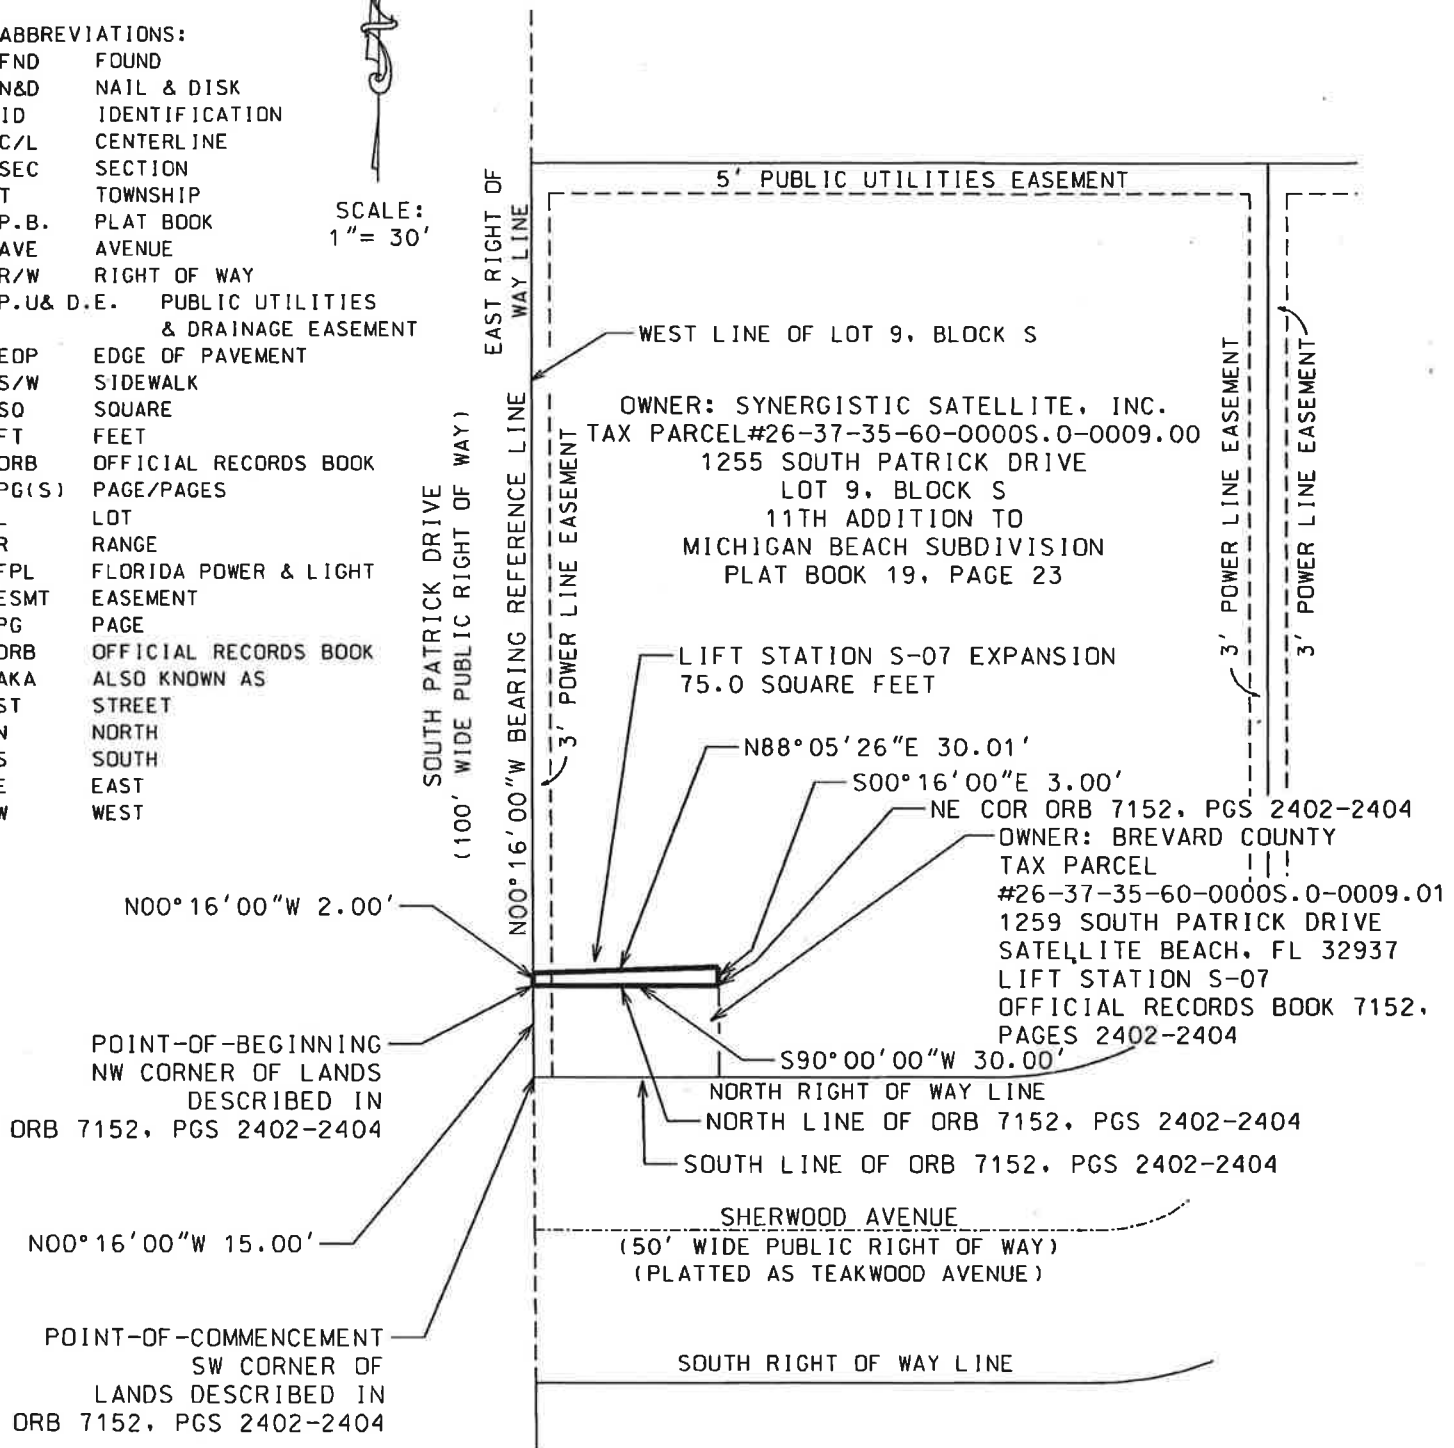 ABBREVIATIONS:
FND FOUND
N&D NAIL & DISK
ID IDENTIFICATION
C/L CENTERLINE
SEC SECTION
T TOWNSHIP
P.B. PLAT BOOK
AVE AVENUE
R/W RIGHT OF WAY
P.U& D.E. PUBLIC UTILITIES
& DRAINAGE EASEMENT
EOP EDGE OF PAVEMENT
S/W SIDEWALK
SQ SQUARE
FT FEET
ORB OFFICIAL RECORDS BOOK
PG(S) PAGE/PAGES
L LOT
R RANGE
FPL FLORIDA POWER & LIGHT
ESMT EASEMENT
PG PAGE
ORB OFFICIAL RECORDS BOOK
AKA ALSO KNOWN AS
ST STREET
N NORTH
S SOUTH
E EAST
W WEST
SCALE:
1"= 30'
EAST RIGHT OF
WAY LINE
5' PUBLIC UTILITIES EASEMENT
WEST LINE OF LOT 9, BLOCK S
OWNER: SYNERGISTIC SATELLITE, INC.
TAX PARCEL#26-37-35-60-0000S.0-0009.00
1255 SOUTH PATRICK DRIVE
LOT 9, BLOCK S
11TH ADDITION TO
MICHIGAN BEACH SUBDIVISION
PLAT BOOK 19, PAGE 23
SOUTH PATRICK DRIVE
(100' WIDE PUBLIC RIGHT OF WAY)
N00°16'00"W BEARING REFERENCE LINE
3' POWER LINE EASEMENT
3' POWER LINE EASEMENT
3' POWER LINE EASEMENT
LIFT STATION S-07 EXPANSION
75.0 SQUARE FEET
N88°05'26"E 30.01'
S00°16'00"E 3.00'
NE COR ORB 7152, PGS 2402-2404
OWNER: BREVARD COUNTY
TAX PARCEL
#26-37-35-60-0000S.0-0009.01
1259 SOUTH PATRICK DRIVE
SATELLITE BEACH, FL 32937
LIFT STATION S-07
OFFICIAL RECORDS BOOK 7152,
PAGES 2402-2404
N00°16'00"W 2.00'
POINT-OF-BEGINNING
NW CORNER OF LANDS
DESCRIBED IN
ORB 7152, PGS 2402-2404
S90°00'00"W 30.00'
NORTH RIGHT OF WAY LINE
NORTH LINE OF ORB 7152, PGS 2402-2404
SOUTH LINE OF ORB 7152, PGS 2402-2404
SHERWOOD AVENUE
(50' WIDE PUBLIC RIGHT OF WAY)
(PLATTED AS TEAKWOOD AVENUE)
N00°16'00"W 15.00'
POINT-OF-COMMENCEMENT
SW CORNER OF
LANDS DESCRIBED IN
ORB 7152, PGS 2402-2404
SOUTH RIGHT OF WAY LINE